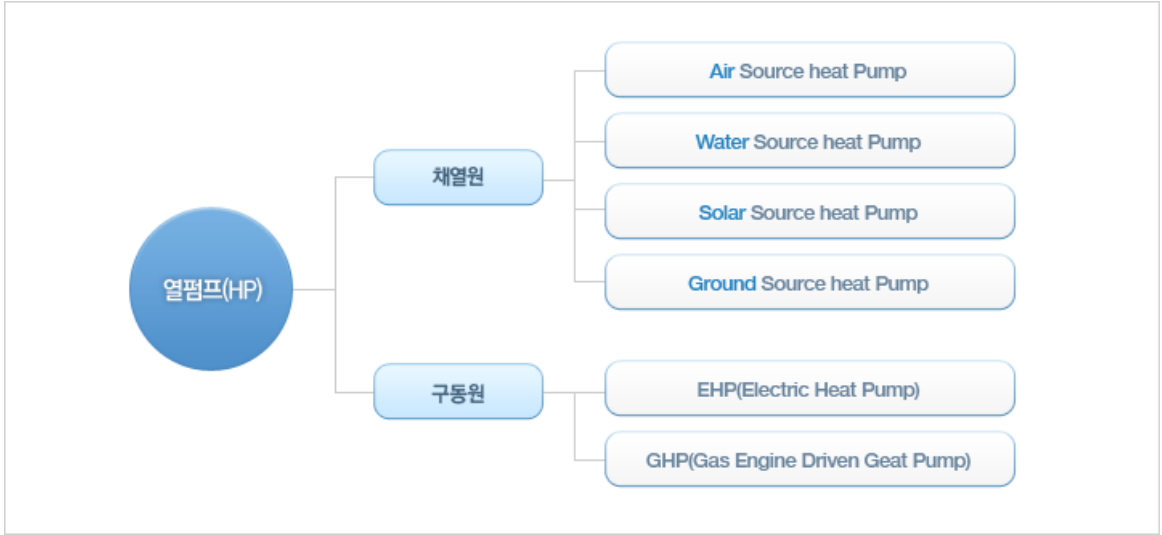 열펌프(HP)
채열원
Air Source heat Pump
Water Source heat Pump
Solar Source heat Pump
Ground Source heat Pump
구동원
EHP(Electric Heat Pump)
GHP(Gas Engine Driven Geat Pump)